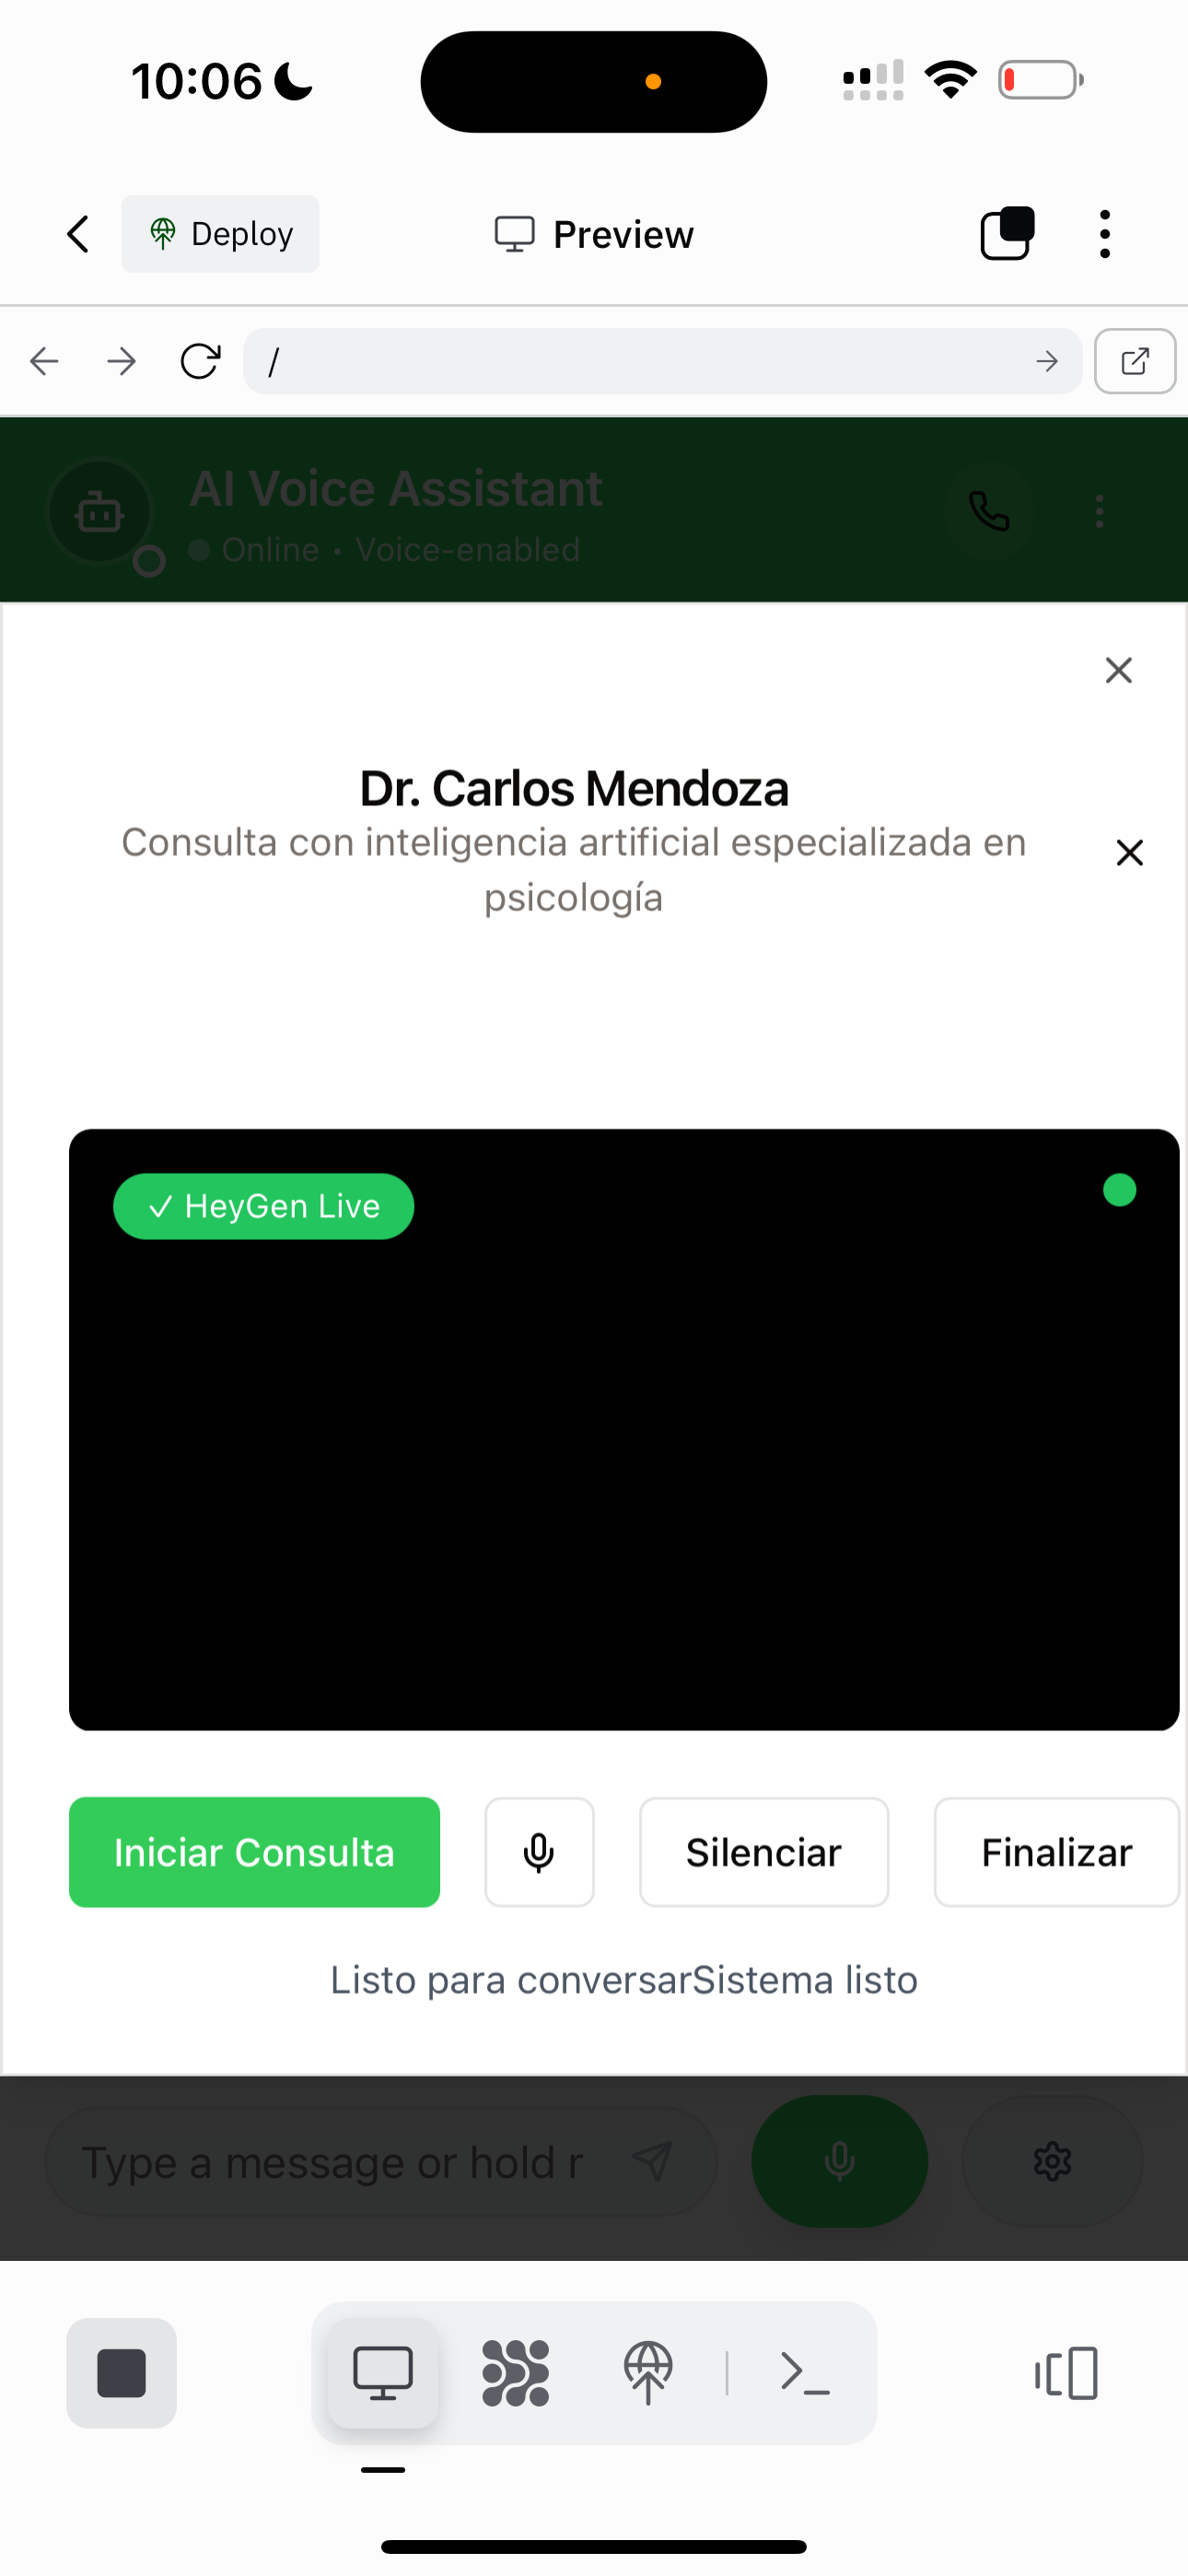 10:06
Deploy
Preview
/
AI Voice Assistant
Online • Voice-enabled
Dr. Carlos Mendoza
Consulta con inteligencia artificial especializada en
psicología
✓ HeyGen Live
Iniciar Consulta
Silenciar
Finalizar
Listo para conversarSistema listo
Type a message or hold r